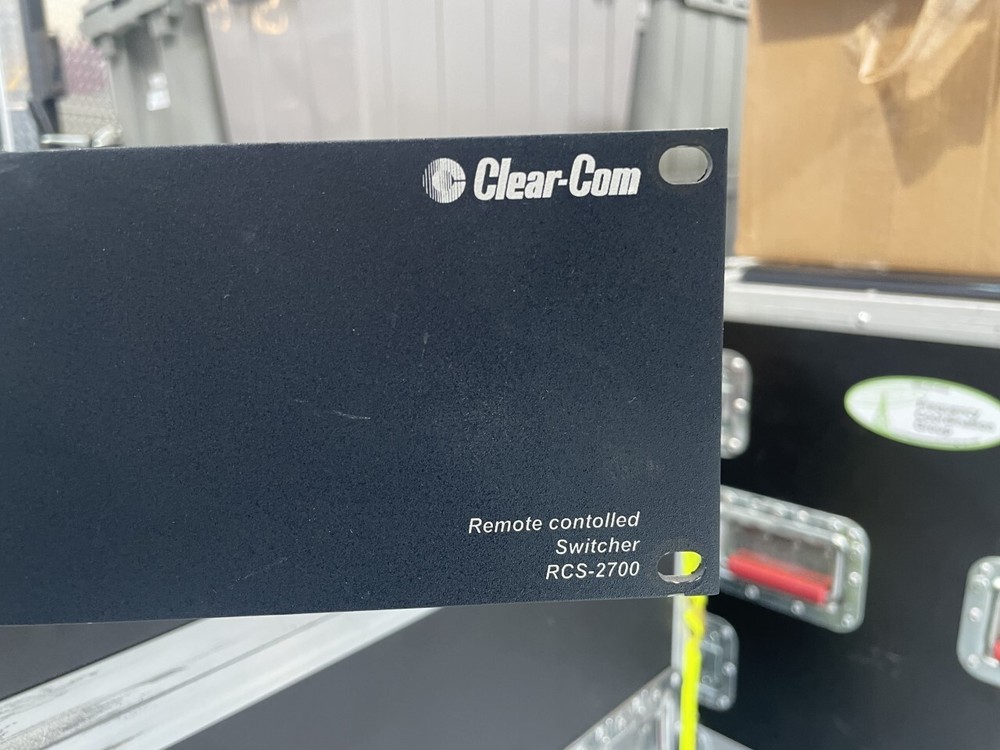 Clear-Com
Remote contolled
Switcher
RCS-2700